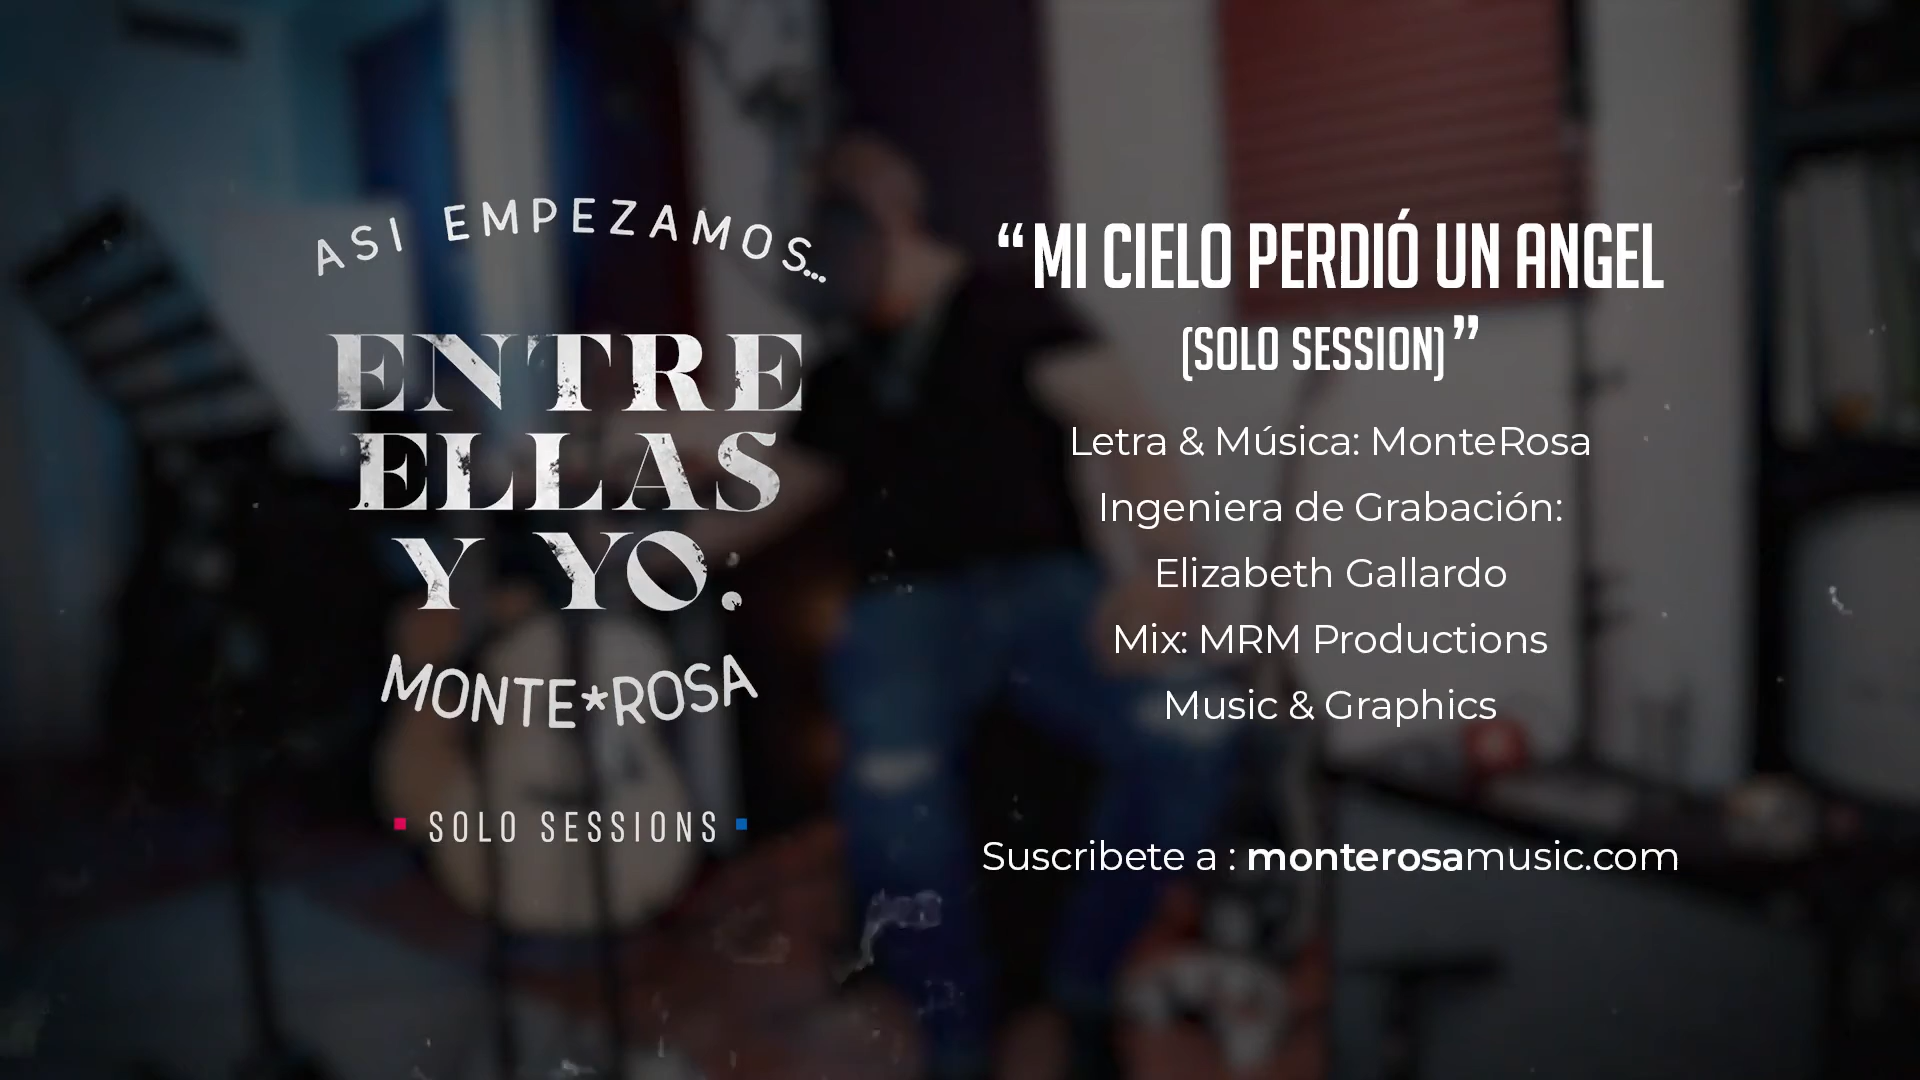 ASI EMPEZAMOS...
ENTRE
ELLAS
Y YO.
MONTE*ROSA
SOLO SESSIONS
“MI CIELO PERDIÓ UN ANGEL
(SOLO SESSION)”
Letra & Música: MonteRosa
Ingeniera de Grabación:
Elizabeth Gallardo
Mix: MRM Productions
Music & Graphics
Suscribete a : monterosamusic.com